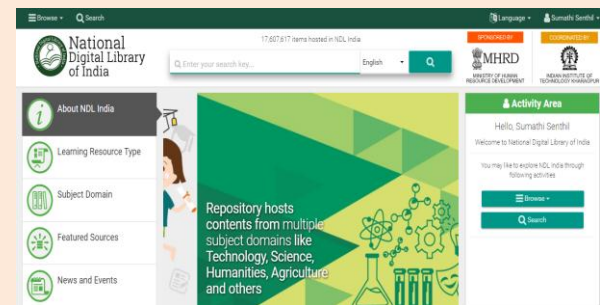 Browse
Search
Language
Sumathi Senthil
National
Digital Library
of India
17,607,617 items hosted in NDL India
Enter your search key...
English
SPONSORED BY
MHRD
MINISTRY OF HUMAN
RESOURCE DEVELOPMENT
COORDINATED BY
INDIAN INSTITUTE OF
TECHNOLOGY KHARAGPUR
About NDL India
Learning Resource Type
Subject Domain
Featured Sources
News and Events
Repository hosts
contents from multiple
subject domains like
Technology, Science,
Humanities, Agriculture
and others
Activity Area
Hello, Sumathi Senthil
Welcome to National Digital Library of India
You may like to explore NDL India through
following activities
Browse
Search